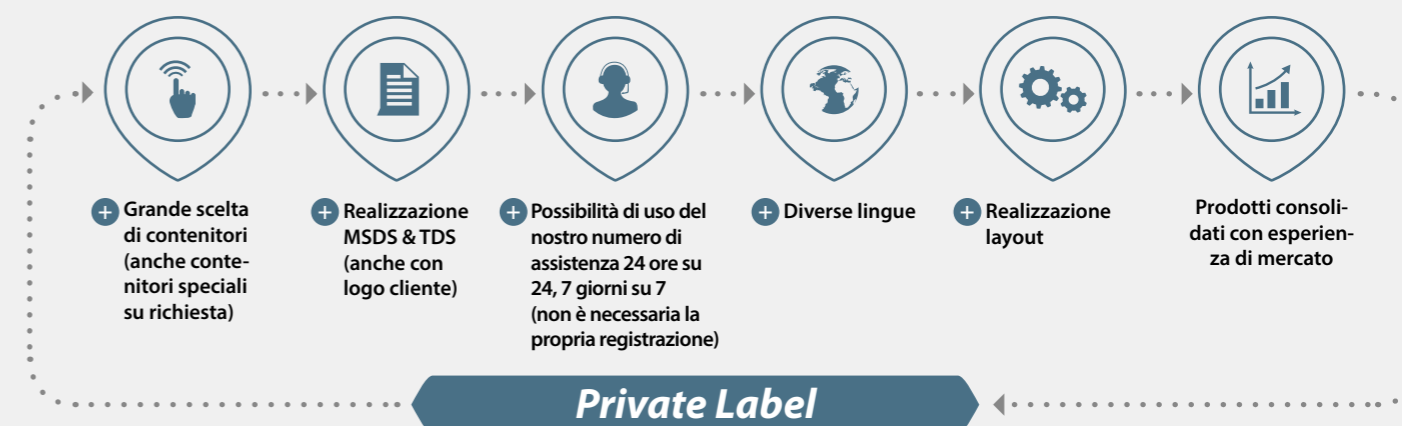 Grande scelta
di contenitori
(anche conte-
nitori speciali
su richiesta)
Realizzazione
MSDS & TDS
(anche con
logo cliente)
Possibilità di uso del
nostro numero di
assistenza 24 ore su
24, 7 giorni su 7
(non è necessaria la
propria registrazione)
Diverse lingue
Realizzazione
layout
Prodotti consoli-
dati con esperien-
za di mercato
Private Label